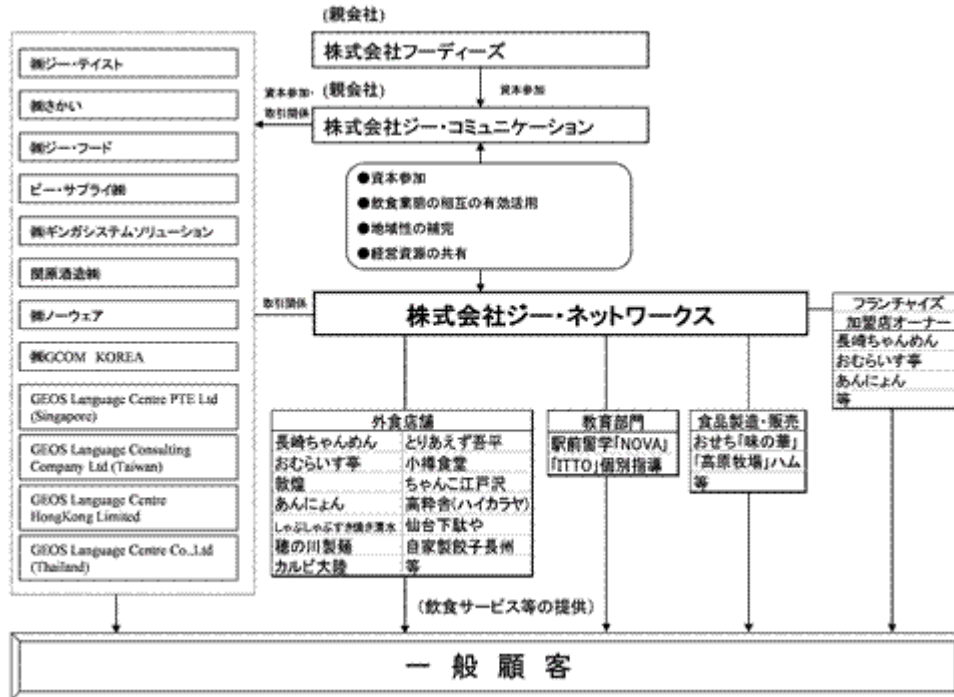 (親会社)
株式会社フーディーズ
資本参加
資本参加・
取引関係
(親会社)
株式会社ジー・コミュニケーション
●資本参加
●飲食業態の相互の有効活用
●地域性の補完
●経営資源の共有
㈱ジー・テイスト
㈱さかい
㈱ジー・フード
ビー・サプライ㈱
㈱ギンガシステムソリューション
関原酒造㈱
㈱ノーウェア
㈱GCOM KOREA
GEOS Language Centre PTE Ltd
(Singapore)
GEOS Language Consulting
Company Ltd (Taiwan)
GEOS Language Centre
HongKong Limited
GEOS Language Centre Co.,Ltd
(Thailand)
取引関係
株式会社ジー・ネットワークス
フランチャイズ
加盟店オーナー
長崎ちゃんめん
おむらいす亭
あんにょん
等
外食店舗
長崎ちゃんめん とりあえず吾平
おむらいす亭 小樽食堂
敦煌 ちゃんこ江戸沢
あんにょん 高粋舎(ハイカラヤ)
しゃぶしゃぶすき焼き清水 仙台下駄や
穂の川製麺 自家製餃子長州
カルビ大陸 等
教育部門
駅前留学「NOVA」
「ITTO」個別指導
食品製造・販売
おせち「味の華」
「高原牧場」ハム
等
(飲食サービス等の提供)
一般顧客